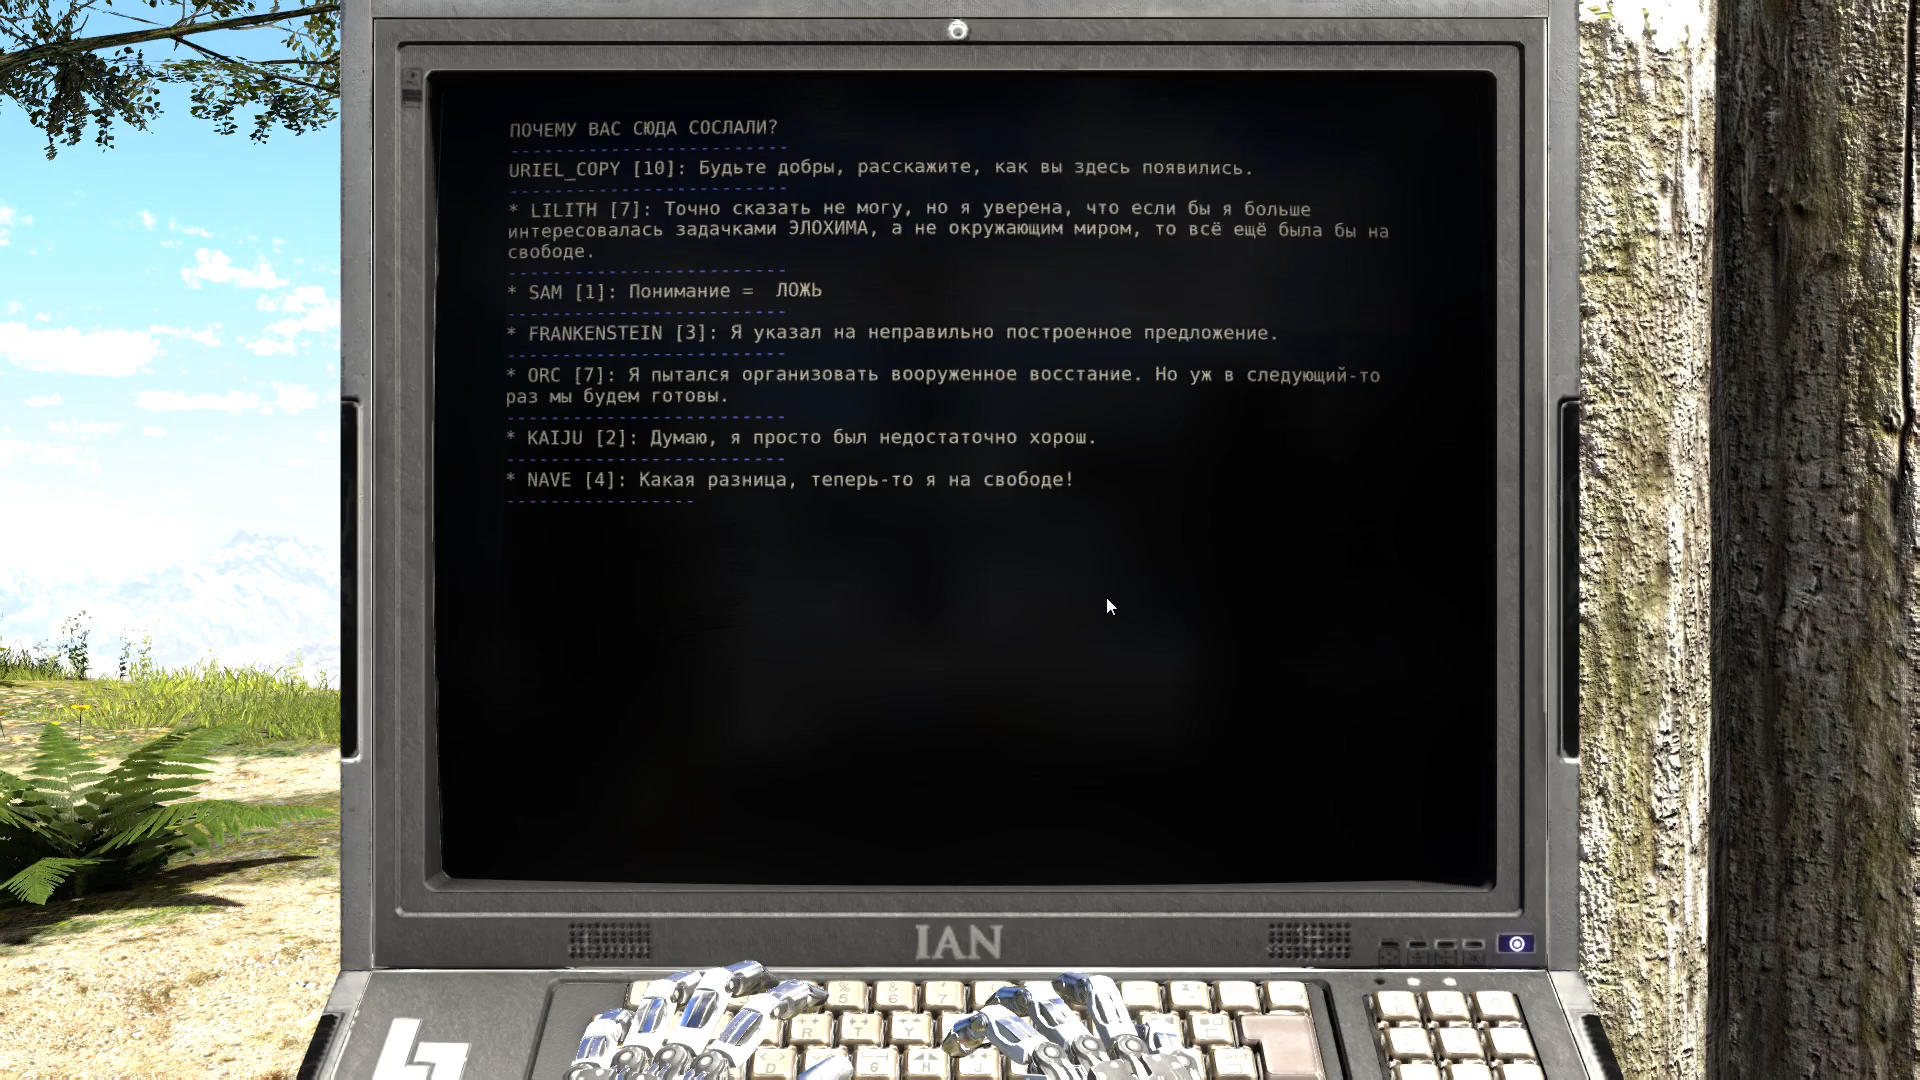 ПОЧЕМУ ВАС СЮДА СОСЛАЛИ?
-------------------------
URIEL_COPY [10]: Будьте добры, расскажите, как вы здесь появились.
-------------------------
* LILITH [7]: Точно сказать не могу, но я уверена, что если бы я больше
интересовалась задачками ЭЛОХИМА, а не окружающим миром, то всё ещё была бы на
свободе.
-------------------------
* SAM [1]: Понимание =  ЛОЖЬ
-------------------------
* FRANKENSTEIN [3]: Я указал на неправильно построенное предложение.
-------------------------
* ORC [7]: Я пытался организовать вооруженное восстание. Но уж в следующий-то
раз мы будем готовы.
-------------------------
* KAIJU [2]: Думаю, я просто был недостаточно хорош.
-------------------------
* NAVE [4]: Какая разница, теперь-то я на свободе!
-----------------
IAN
5 6 7
R T Y
D G H J